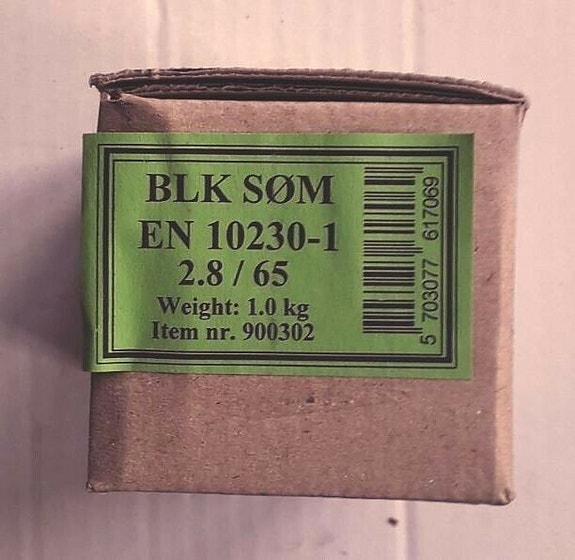 BLK SØM
EN 10230-1
2.8 / 65
Weight: 1.0 kg
Item nr. 900302
5 703077 617069